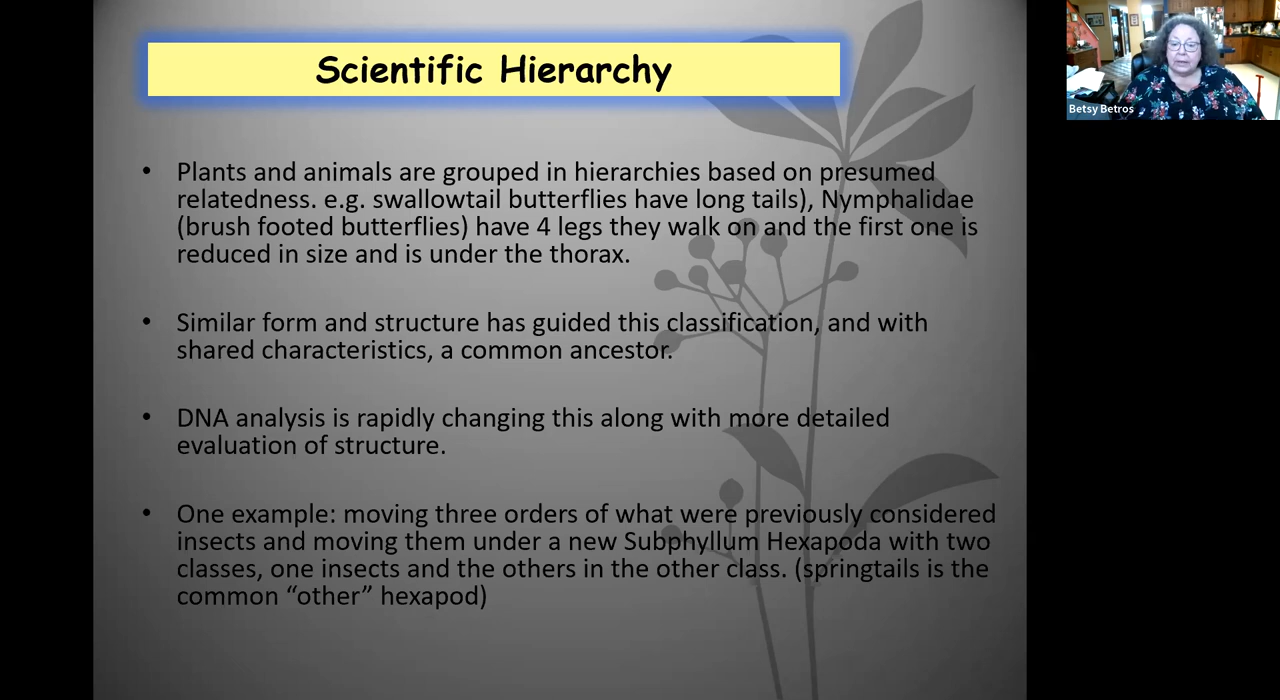 Scientific Hierarchy
Betsy Betros
• Plants and animals are grouped in hierarchies based on presumed
relatedness. e.g. swallowtail butterflies have long tails), Nymphalidae
(brush footed butterflies) have 4 legs they walk on and the first one is
reduced in size and is under the thorax.
• Similar form and structure has guided this classification, and with
shared characteristics, a common ancestor.
• DNA analysis is rapidly changing this along with more detailed
evaluation of structure.
• One example: moving three orders of what were previously considered
insects and moving them under a new Subphyllum Hexapoda with two
classes, one insects and the others in the other class. (springtails is the
common “other” hexapod)